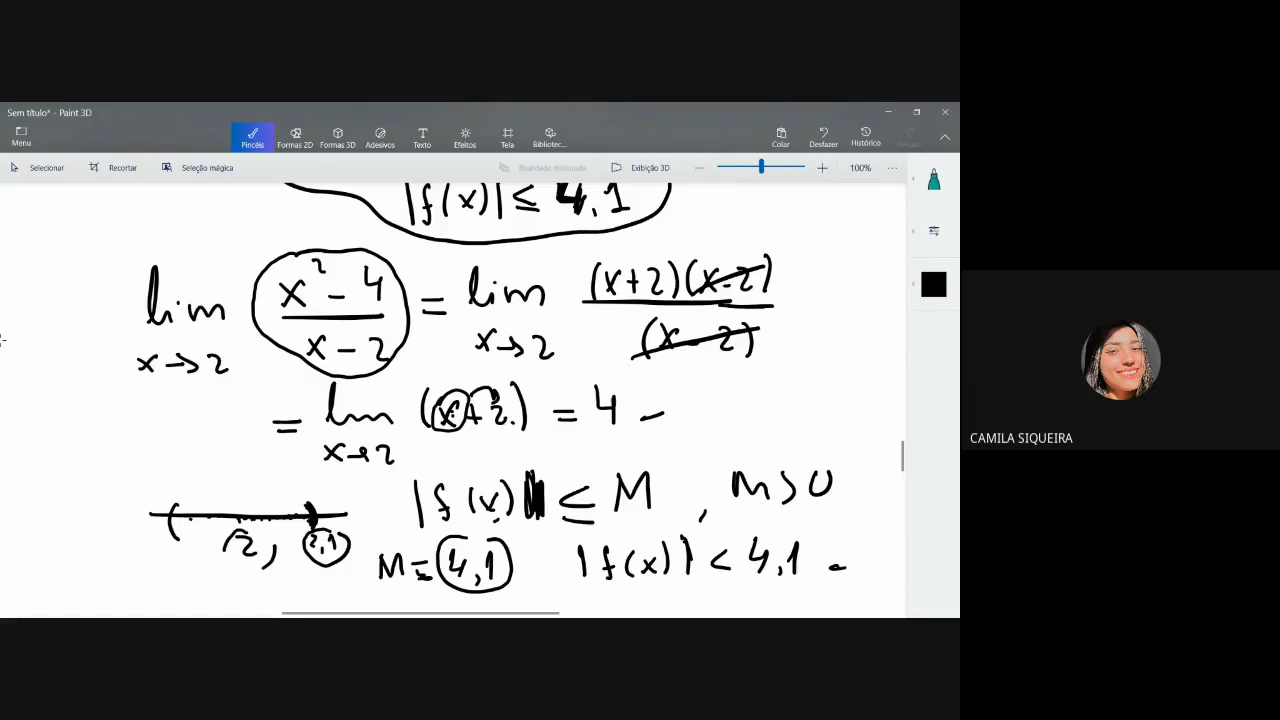 Sem título* - Paint 3D
Menu
Pincéis
Formas 2D
Formas 3D
Adesivos
Texto
Efeitos
Tela
Bibliotec...
Colar
Desfazer
Histórico
Selecionar
Recortar
Seleção mágica
Realidade misturada
Exibição 3D
100%
|f(x)| ≤ 4,1
lim x→2 (x² - 4)/(x - 2) = lim x→2 (x+2)(x-2)/(x-2)
= lim x→2 (x+2) = 4
|f(x)| ≤ M , M > 0
2, 2,1
M = 4,1 |f(x)| < 4,1
CAMILA SIQUEIRA